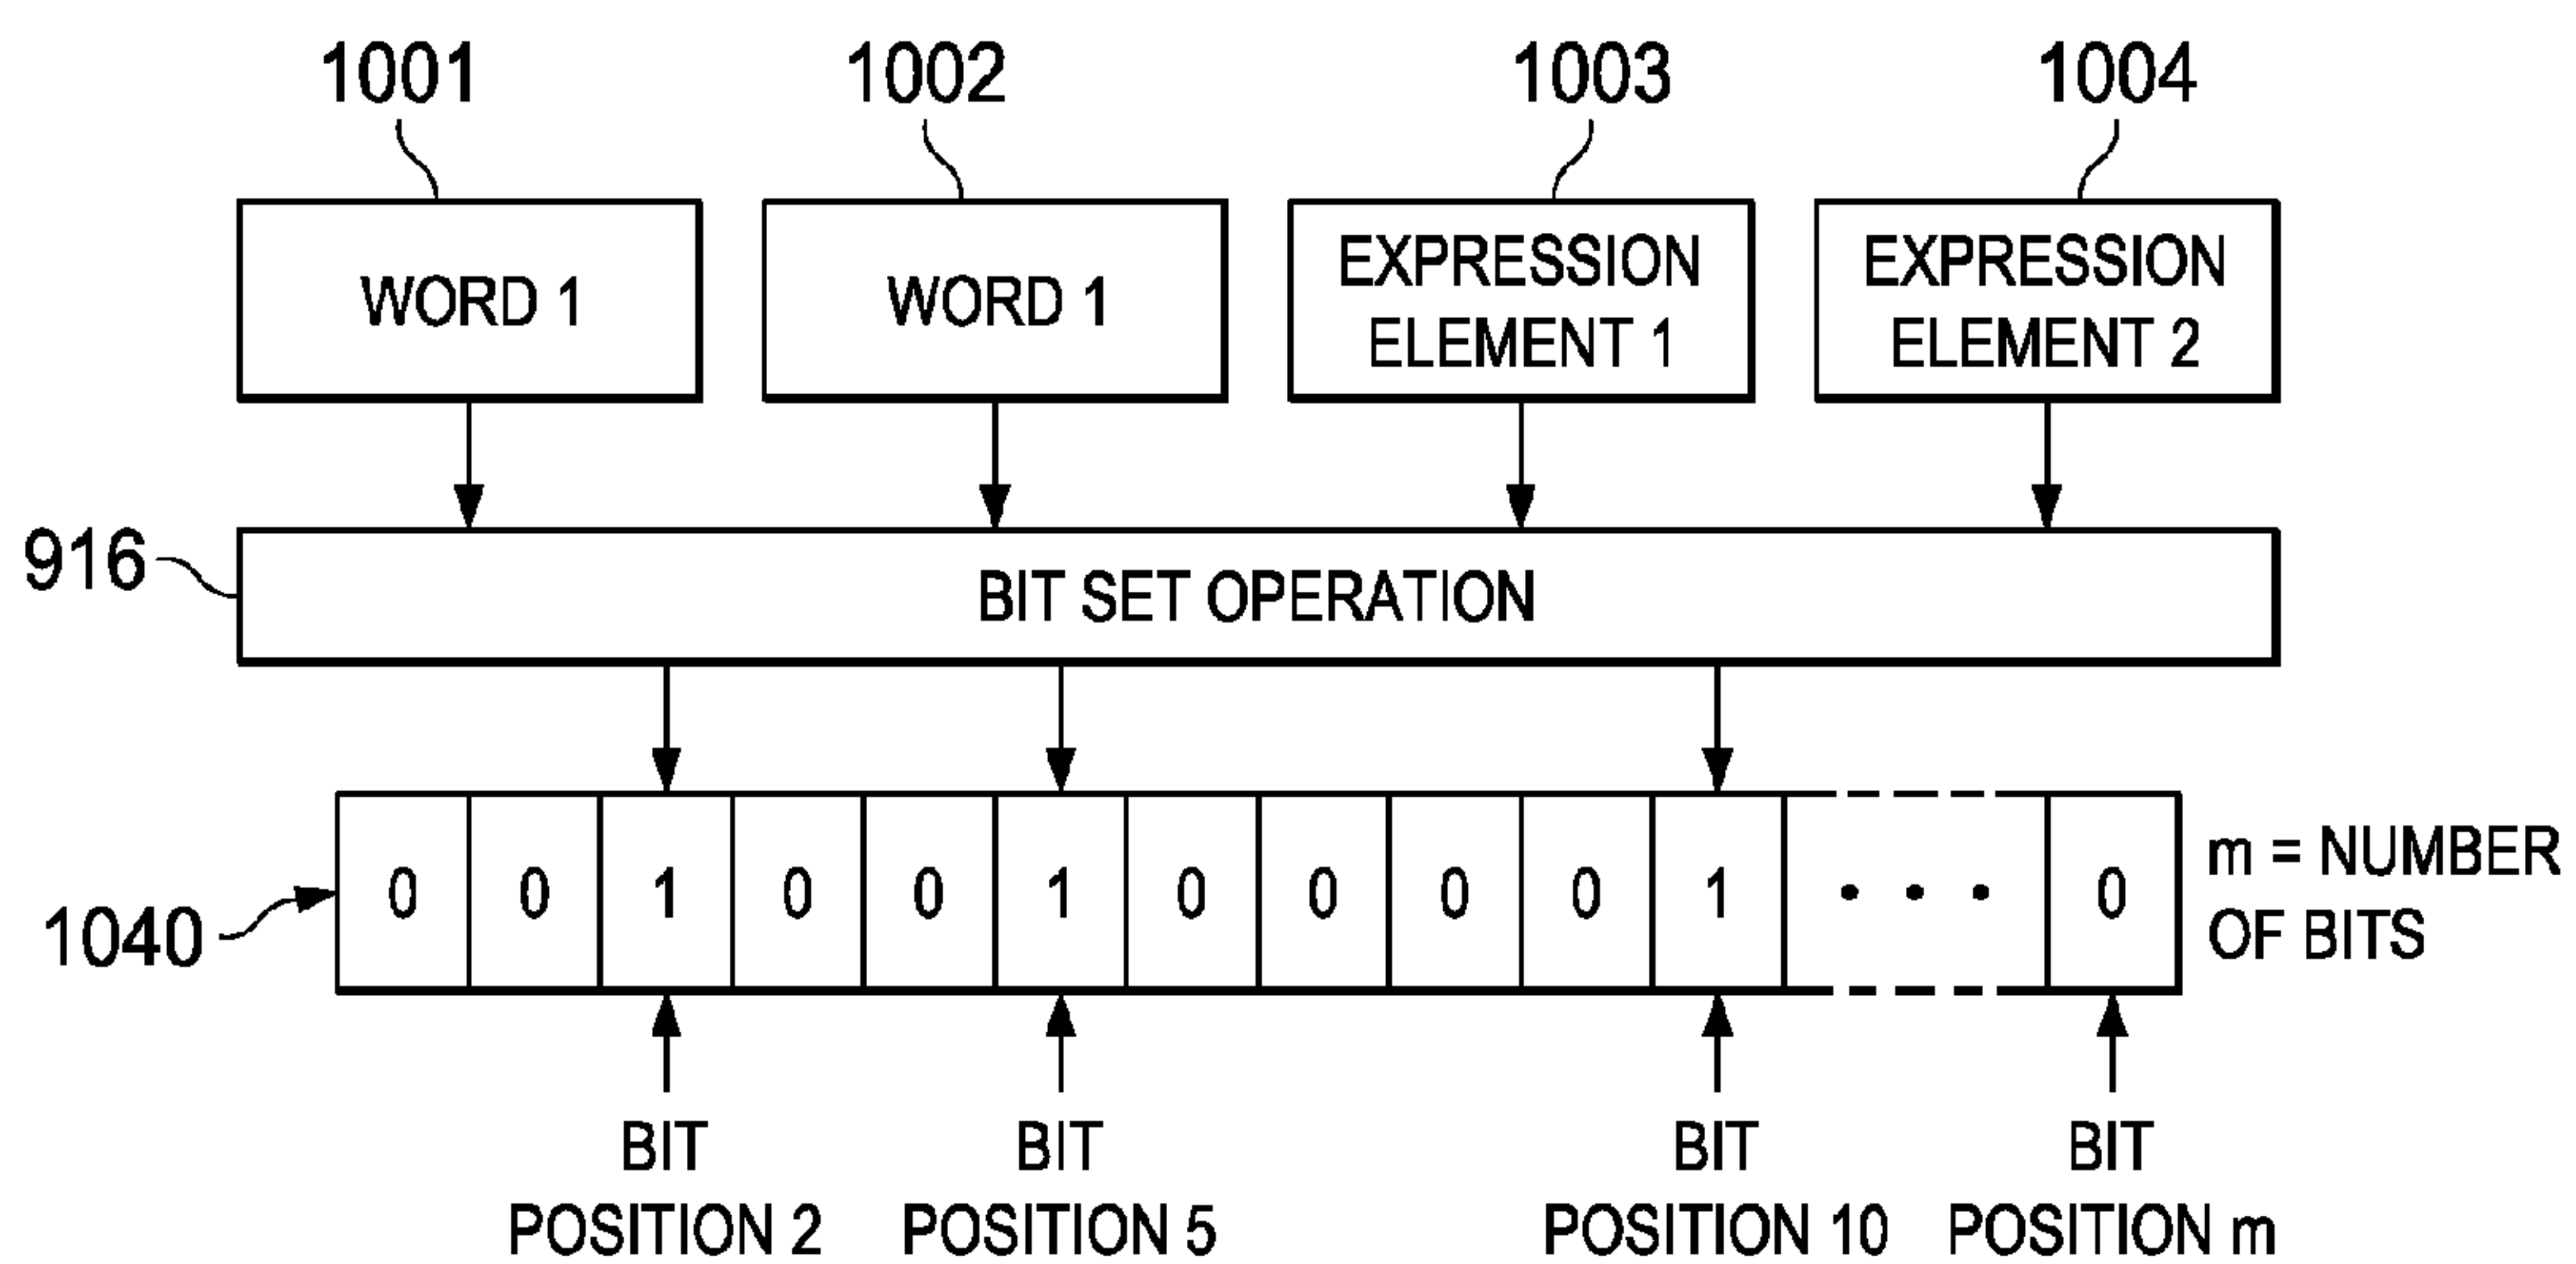 1001 1002 1003 1004
WORD 1 WORD 1 EXPRESSION ELEMENT 1 EXPRESSION ELEMENT 2
916
BIT SET OPERATION
0 0 1 0 0 1 0 0 0 0 1 • • • 0
1040
m = NUMBER
OF BITS
BIT
POSITION 2
BIT
POSITION 5
BIT
POSITION 10
BIT
POSITION m